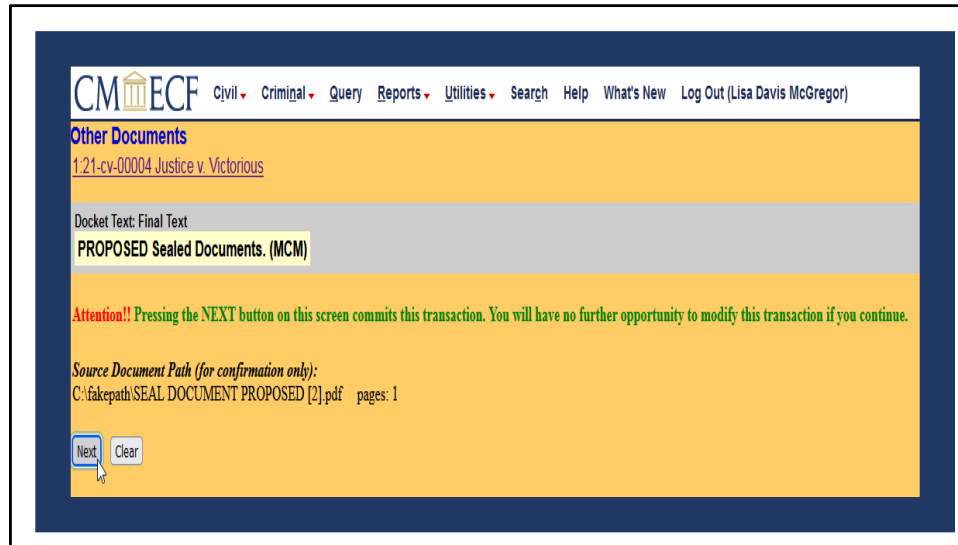 CM ECF Civil Criminal Query Reports Utilities Search Help What's New Log Out (Lisa Davis McGregor)
Other Documents
1:21-cv-00004 Justice v. Victorious
Docket Text: Final Text
PROPOSED Sealed Documents. (MCM)
Attention!! Pressing the NEXT button on this screen commits this transaction. You will have no further opportunity to modify this transaction if you continue.
Source Document Path (for confirmation only):
C:\fakepath\SEAL DOCUMENT PROPOSED [2].pdf pages: 1
Next Clear